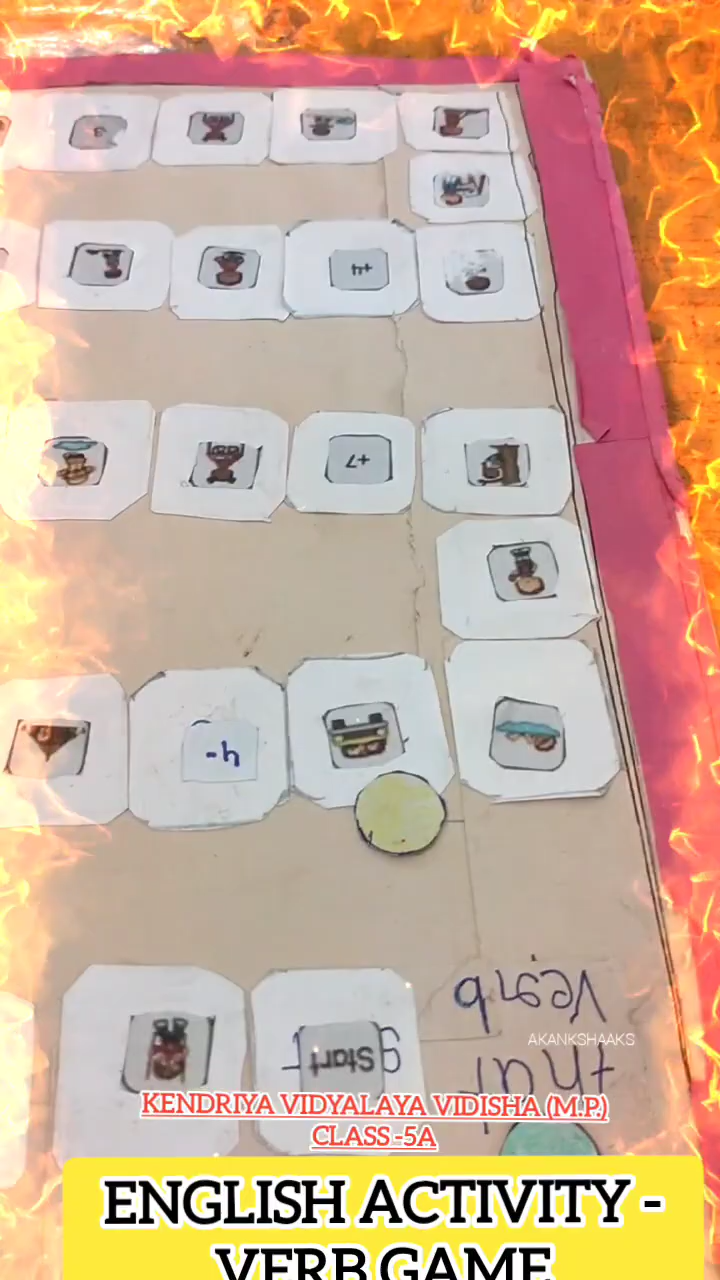 +4
+7
-4
verb
that
AKANKSHAAKS
Start
KENDRIYA VIDYALAYA VIDISHA (M.P.)
CLASS -5A
ENGLISH ACTIVITY -
VERB GAME